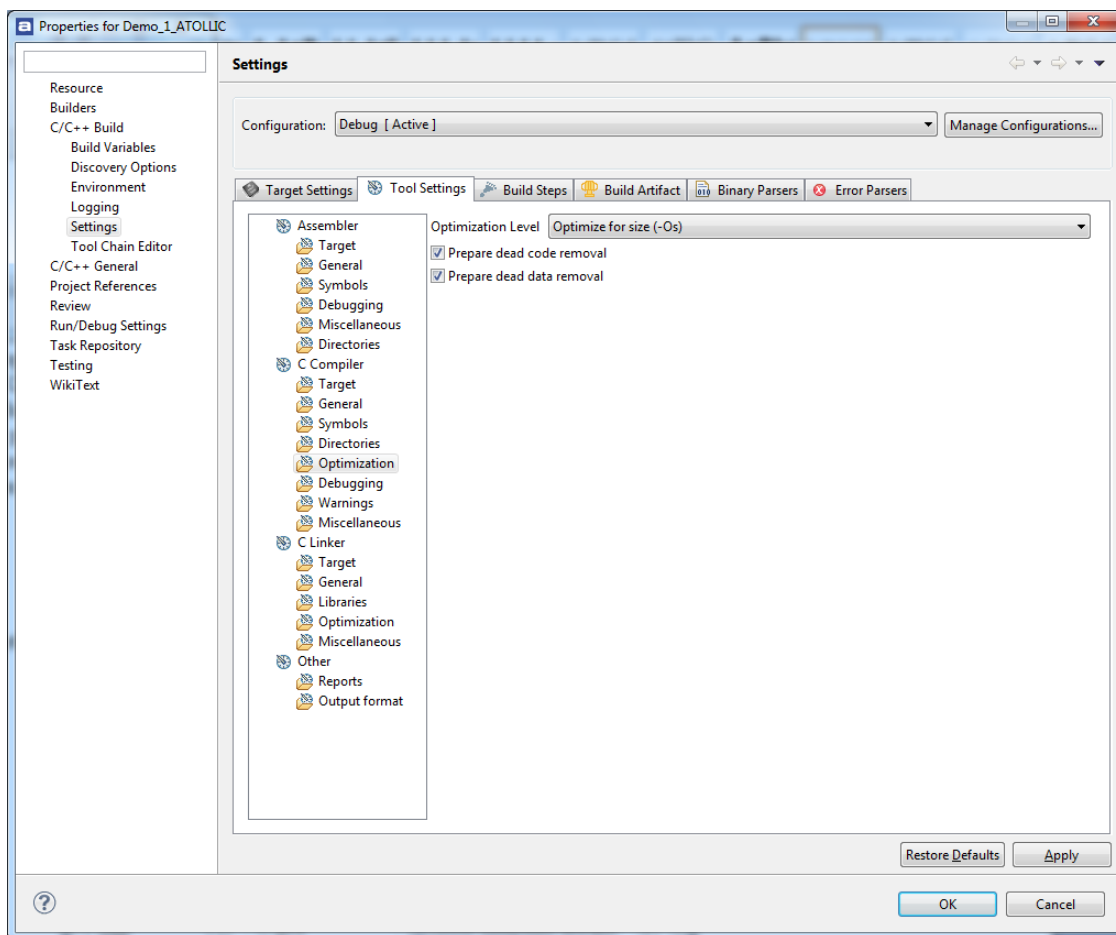 Properties for Demo_1_ATOLLIC
Settings
Resource
Builders
C/C++ Build
Build Variables
Discovery Options
Environment
Logging
Settings
Tool Chain Editor
C/C++ General
Project References
Review
Run/Debug Settings
Task Repository
Testing
WikiText
Configuration: Debug [ Active ] Manage Configurations...
Target Settings Tool Settings Build Steps Build Artifact Binary Parsers Error Parsers
Assembler
Target
General
Symbols
Debugging
Miscellaneous
Directories
C Compiler
Target
General
Symbols
Directories
Optimization
Debugging
Warnings
Miscellaneous
C Linker
Target
General
Libraries
Optimization
Miscellaneous
Other
Reports
Output format
Optimization Level Optimize for size (-Os)
Prepare dead code removal
Prepare dead data removal
Restore Defaults Apply
OK Cancel